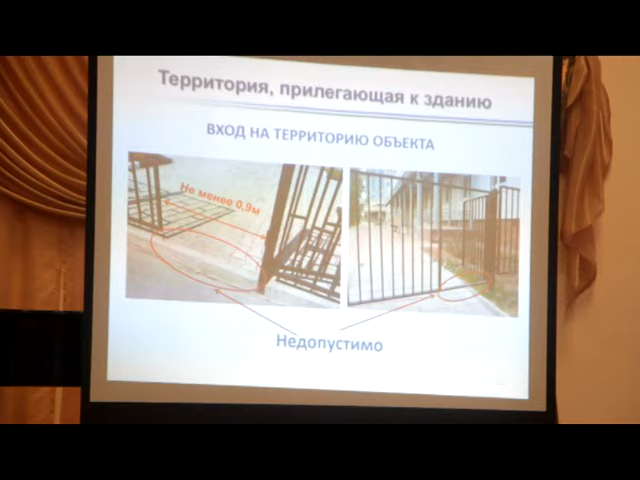 Территория, прилегающая к зданию
ВХОД НА ТЕРРИТОРИЮ ОБЪЕКТА
Не менее 0,9м
Недопустимо